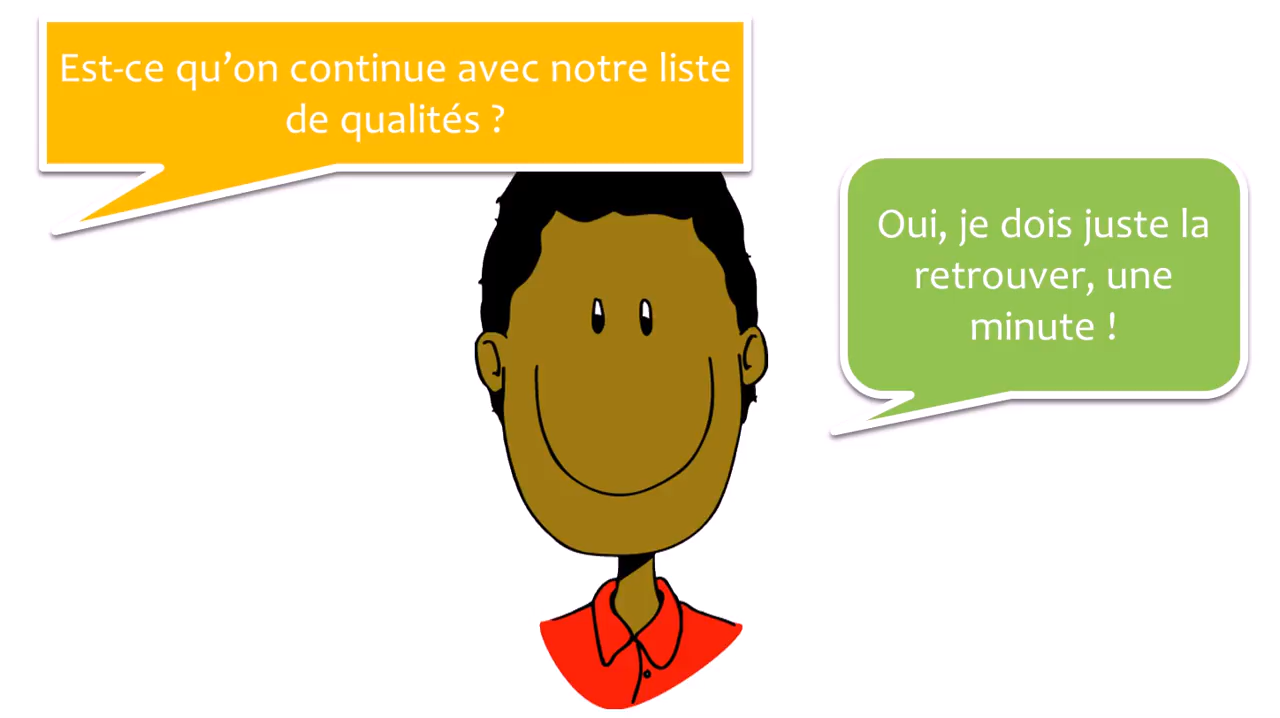 Est-ce qu’on continue avec notre liste
de qualités ?
Oui, je dois juste la
retrouver, une
minute !